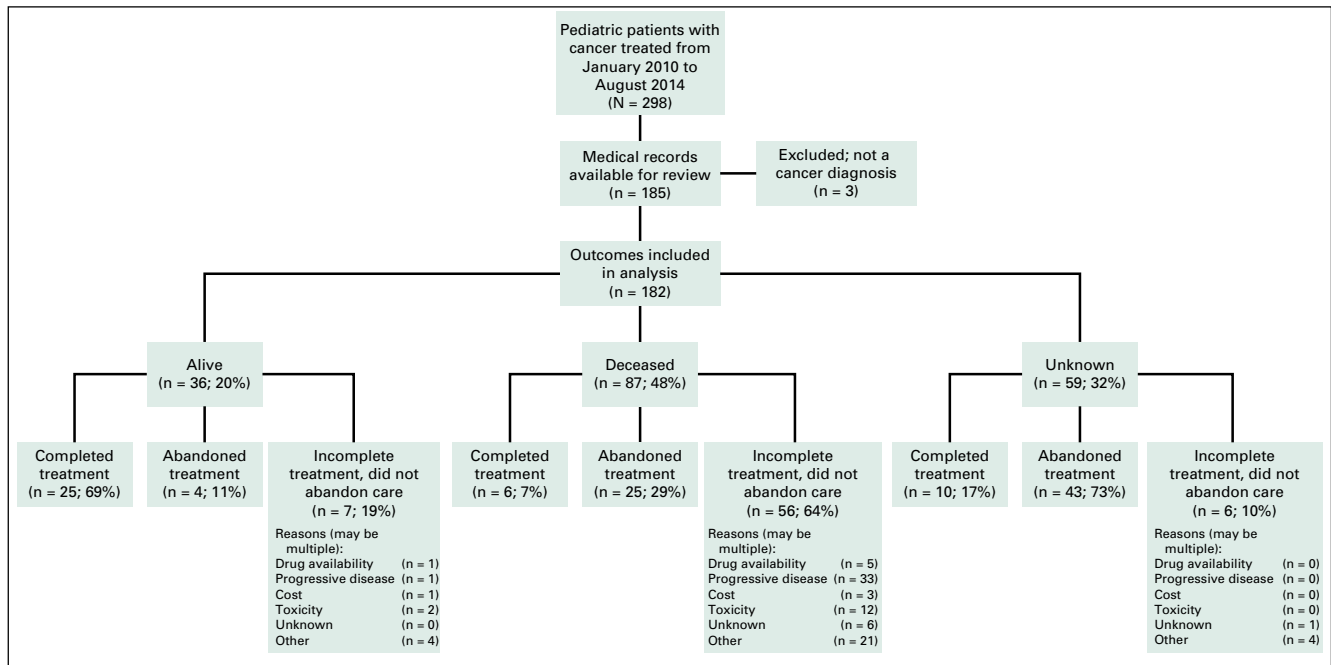 Pediatric patients with
cancer treated from
January 2010 to
August 2014
(N = 298)
Medical records
available for review
(n = 185)
Excluded; not a
cancer diagnosis
(n = 3)
Outcomes included
in analysis
(n = 182)
Alive
(n = 36; 20%)
Deceased
(n = 87; 48%)
Unknown
(n = 59; 32%)
Completed
treatment
(n = 25; 69%)
Abandoned
treatment
(n = 4; 11%)
Incomplete
treatment, did not
abandon care
(n = 7; 19%)
Reasons (may be
multiple):
Drug availability (n = 1)
Progressive disease (n = 1)
Cost (n = 1)
Toxicity (n = 2)
Unknown (n = 0)
Other (n = 4)
Completed
treatment
(n = 6; 7%)
Abandoned
treatment
(n = 25; 29%)
Incomplete
treatment, did not
abandon care
(n = 56; 64%)
Reasons (may be
multiple):
Drug availability (n = 5)
Progressive disease (n = 33)
Cost (n = 3)
Toxicity (n = 12)
Unknown (n = 6)
Other (n = 21)
Completed
treatment
(n = 10; 17%)
Abandoned
treatment
(n = 43; 73%)
Incomplete
treatment, did not
abandon care
(n = 6; 10%)
Reasons (may be
multiple):
Drug availability (n = 0)
Progressive disease (n = 0)
Cost (n = 0)
Toxicity (n = 0)
Unknown (n = 1)
Other (n = 4)